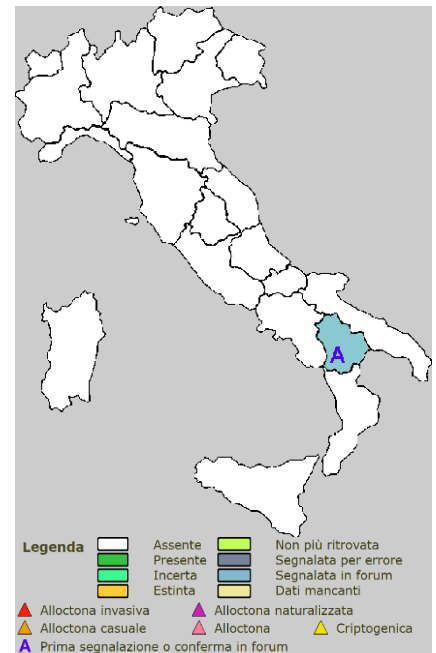 A
Legenda
Assente Non più ritrovata
Presente Segnalata per errore
Incerta Segnalata in forum
Estinta Dati mancanti
Alloctona invasiva Alloctona naturalizzata
Alloctona casuale Alloctona Criptogenica
A Prima segnalazione o conferma in forum